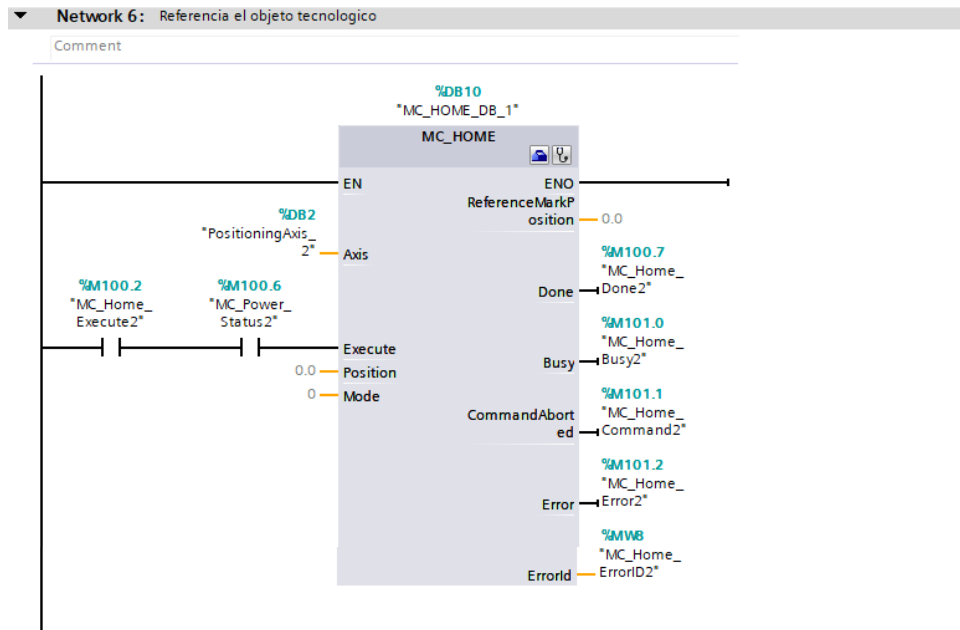 Network 6: Referencia el objeto tecnologico
Comment
%DB10
"MC_HOME_DB_1"
MC_HOME
EN
ENO
ReferenceMarkP
osition
0.0
%DB2
"PositioningAxis_
2"
Axis
%M100.7
"MC_Home_
Done2"
Done
%M100.2
"MC_Home_
Execute2"
%M100.6
"MC_Power_
Status2"
Execute
%M101.0
"MC_Home_
Busy2"
Busy
0.0
Position
0
Mode
%M101.1
"MC_Home_
Command2"
CommandAbort
ed
%M101.2
"MC_Home_
Error2"
Error
%MW8
"MC_Home_
ErrorID2"
ErrorId